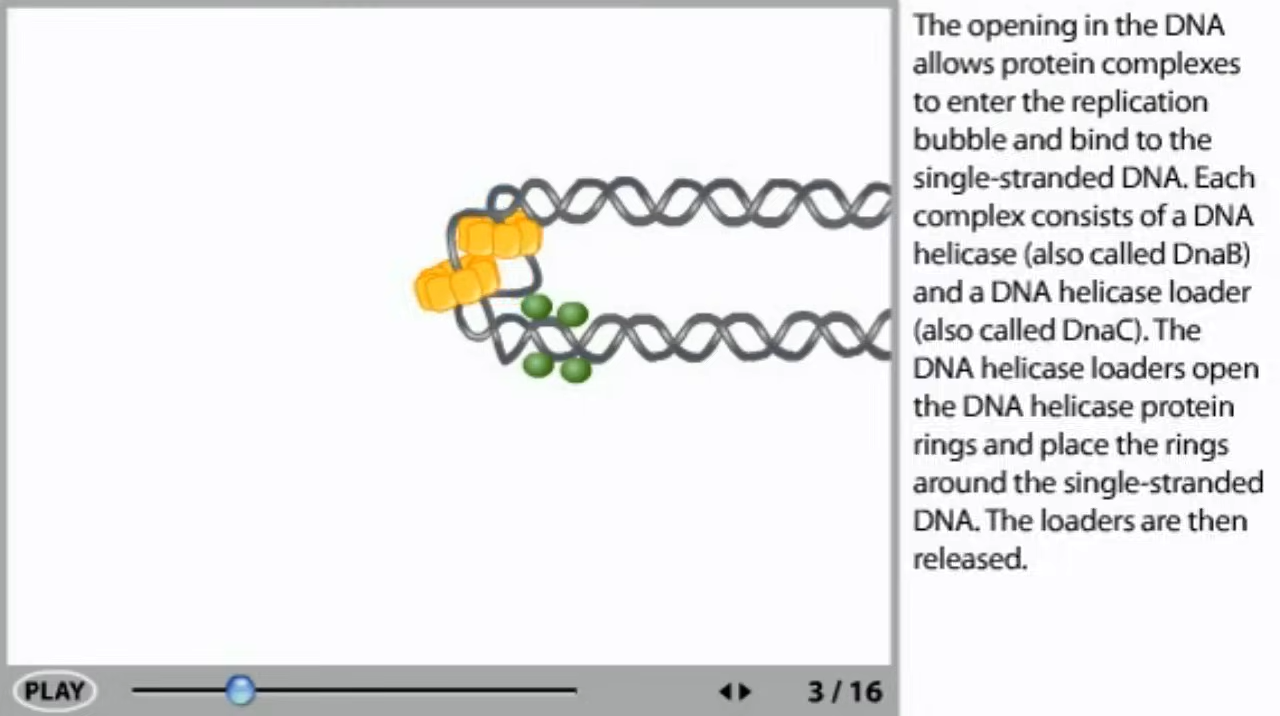 The opening in the DNA
allows protein complexes
to enter the replication
bubble and bind to the
single-stranded DNA. Each
complex consists of a DNA
helicase (also called DnaB)
and a DNA helicase loader
(also called DnaC). The
DNA helicase loaders open
the DNA helicase protein
rings and place the rings
around the single-stranded
DNA. The loaders are then
released.
PLAY
3 / 16